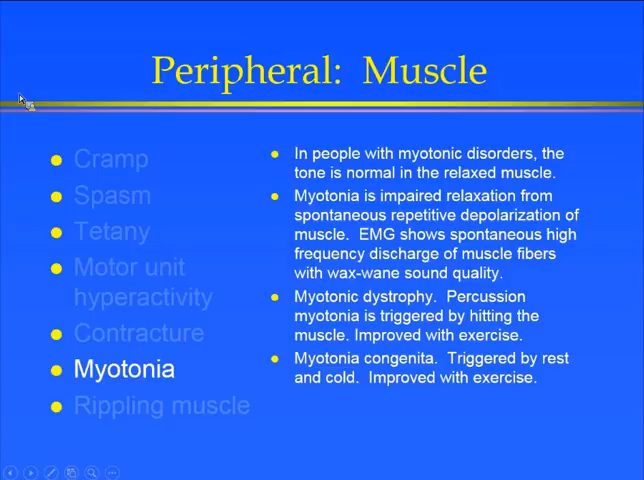 Peripheral: Muscle
Cramp
Spasm
Tetany
Motor unit
hyperactivity
Contracture
Myotonia
Rippling muscle
In people with myotonic disorders, the
tone is normal in the relaxed muscle.
Myotonia is impaired relaxation from
spontaneous repetitive depolarization of
muscle. EMG shows spontaneous high
frequency discharge of muscle fibers
with wax-wane sound quality.
Myotonic dystrophy. Percussion
myotonia is triggered by hitting the
muscle. Improved with exercise.
Myotonia congenita. Triggered by rest
and cold. Improved with exercise.